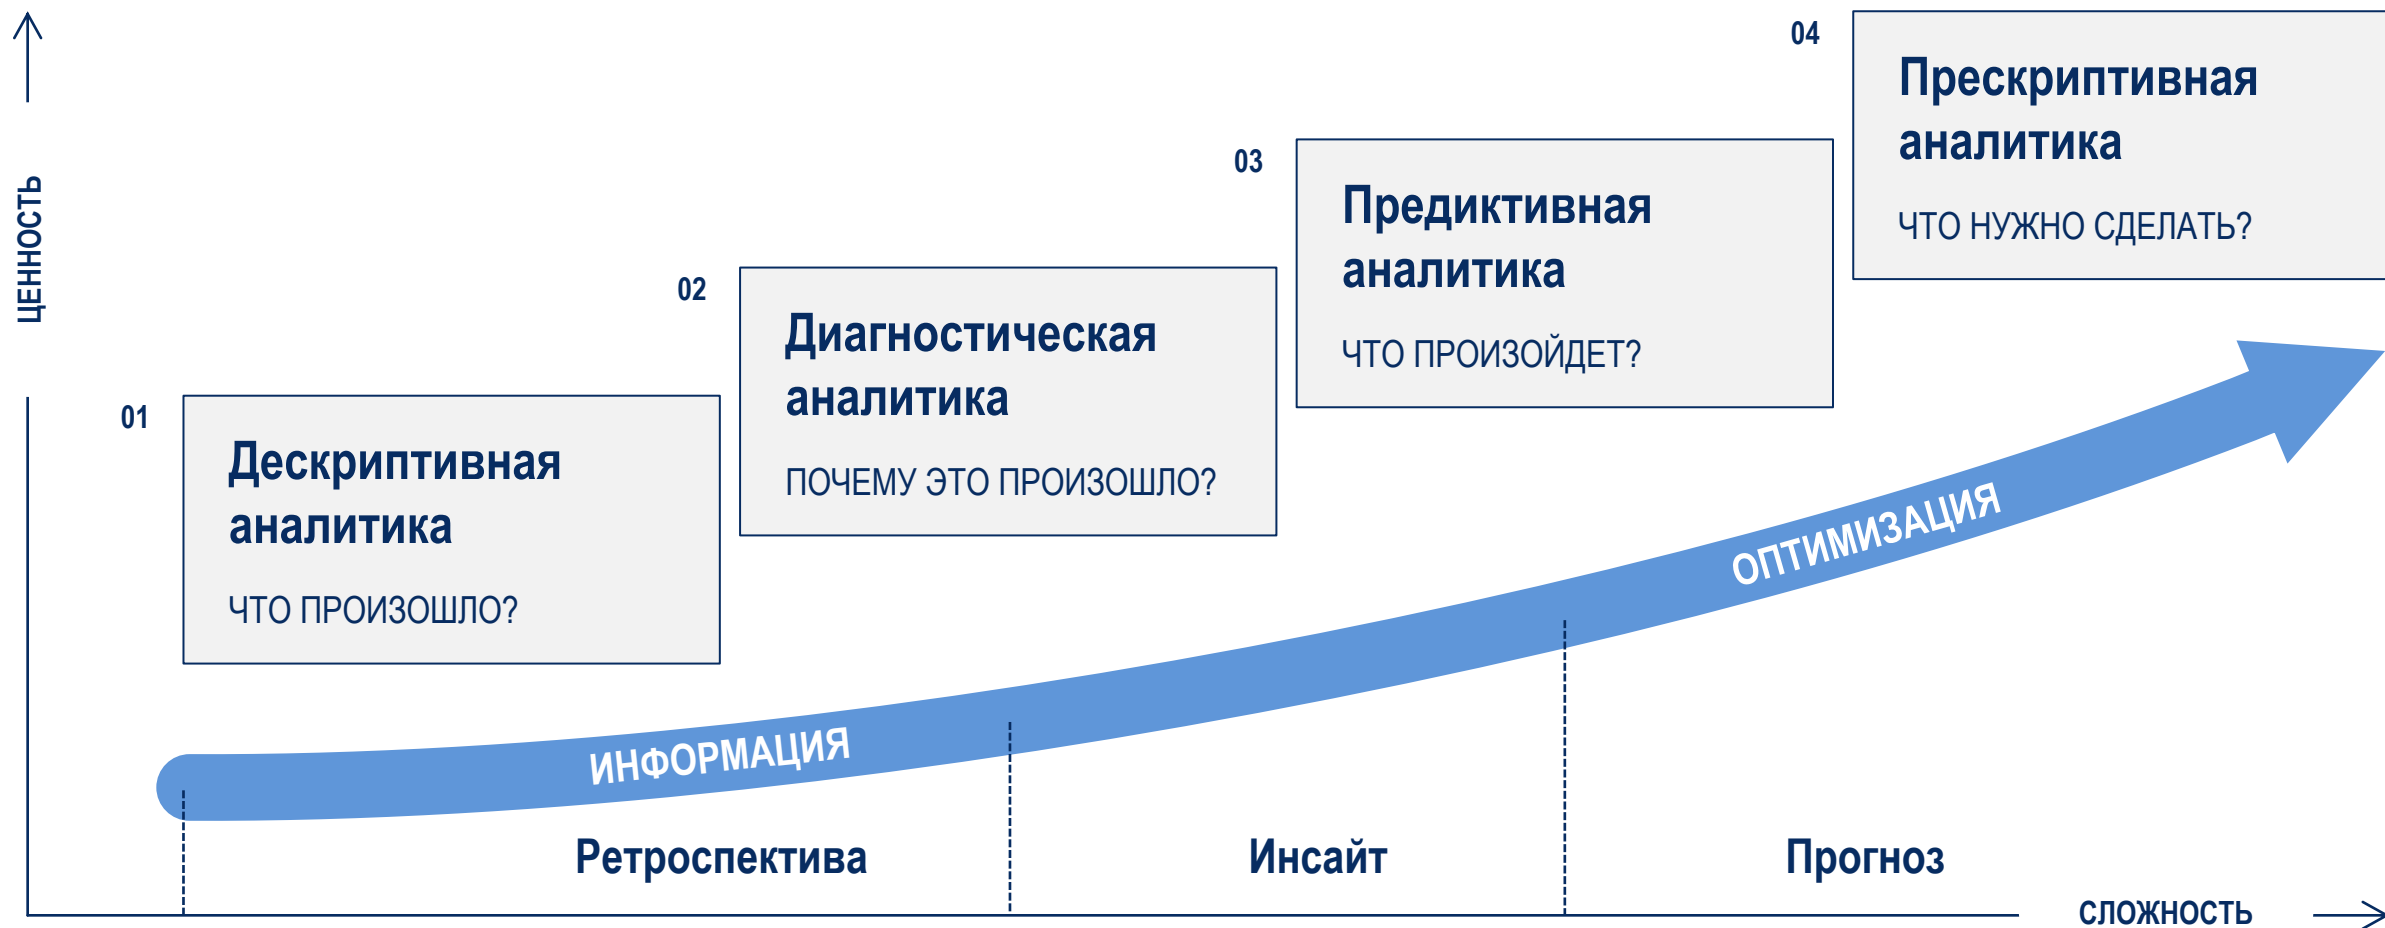 ЦЕННОСТЬ
01
Дескриптивная
аналитика
ЧТО ПРОИЗОШЛО?
02
Диагностическая
аналитика
ПОЧЕМУ ЭТО ПРОИЗОШЛО?
03
Предиктивная
аналитика
ЧТО ПРОИЗОЙДЕТ?
04
Прескриптивная
аналитика
ЧТО НУЖНО СДЕЛАТЬ?
ИНФОРМАЦИЯ
ОПТИМИЗАЦИЯ
Ретроспектива
Инсайт
Прогноз
СЛОЖНОСТЬ